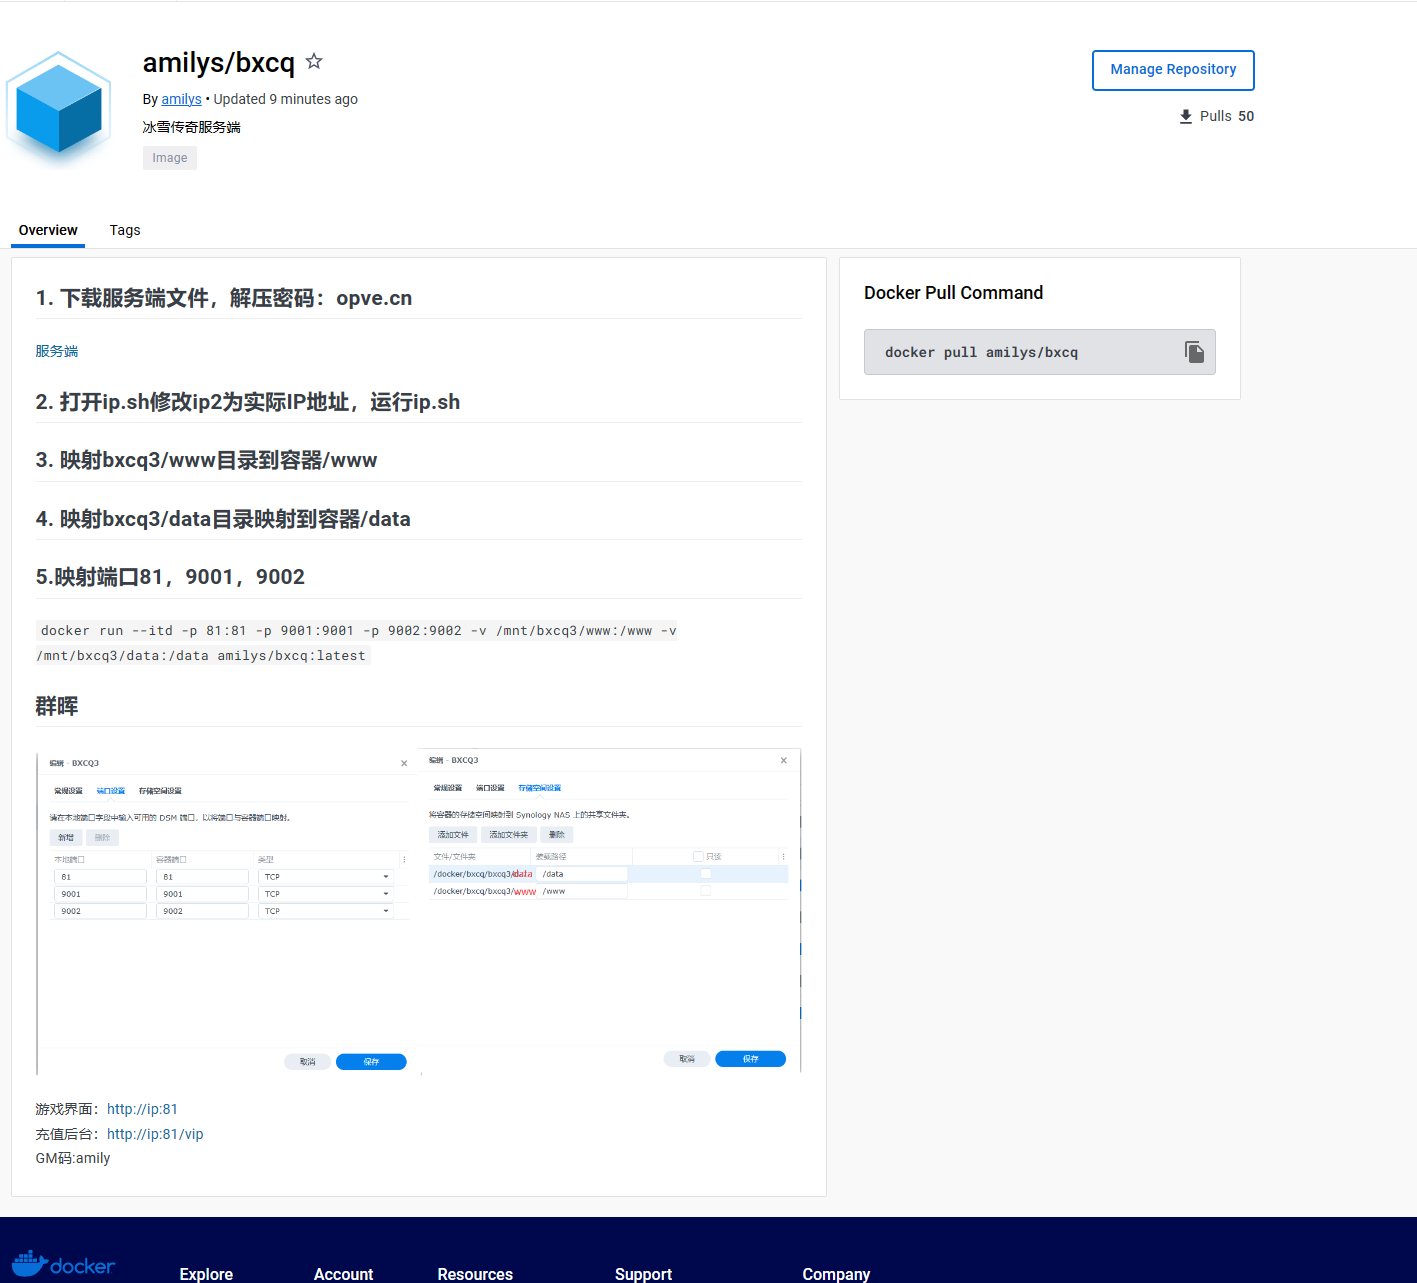 amilys/bxcq
Manage Repository
By amilys • Updated 9 minutes ago
Pulls 50
冰雪传奇服务端
Image
Overview Tags
1. 下载服务端文件，解压密码：opve.cn
服务端
2. 打开ip.sh修改ip2为实际IP地址，运行ip.sh
3. 映射bxcq3/www目录到容器/www
4. 映射bxcq3/data目录映射到容器/data
5.映射端口81，9001，9002
docker run --itd -p 81:81 -p 9001:9001 -p 9002:9002 -v /mnt/bxcq3/www:/www -v
/mnt/bxcq3/data:/data amilys/bxcq:latest
Docker Pull Command
docker pull amilys/bxcq
群晖
编辑 - BXCQ3
常规设置 端口设置 存储空间设置
请在本地端口字段中输入可用的 DSM 端口，以将端口与容器端口映射。
新增 删除
本地端口 容器端口 类型
81 81 TCP
9001 9001 TCP
9002 9002 TCP
取消 保存
编辑 - BXCQ3
常规设置 端口设置 存储空间设置
将容器的存储空间映射到 Synology NAS 上的共享文件夹。
添加文件 添加文件夹 删除
文件/文件夹 装载路径 只读
/docker/bxcq/bxcq3/data /data
/docker/bxcq/bxcq3/www /www
取消 保存
游戏界面：http://ip:81
充值后台：http://ip:81/vip
GM码:amily
docker
Explore Account Resources Support Company